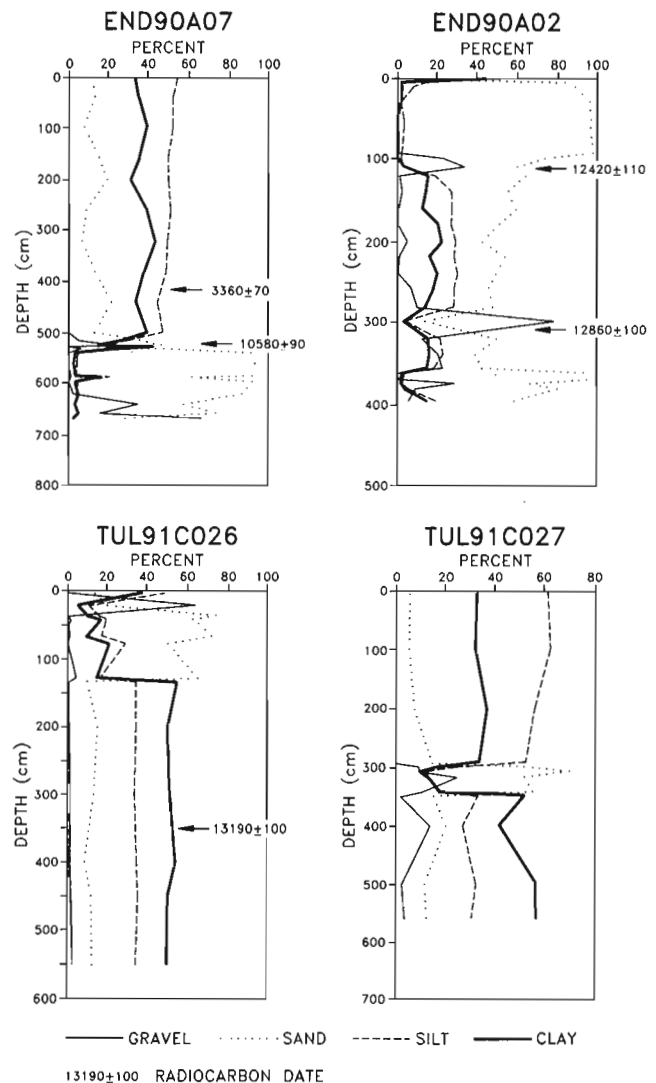 END90A07
PERCENT
0 20 40 60 80 100
0
100
200
300
400
500
600
700
800
DEPTH (cm)
3360±70
10580±90
END90A02
PERCENT
0 20 40 60 80 100
0
100
200
300
400
500
DEPTH (cm)
12420±110
12860±100
TUL91C026
PERCENT
0 20 40 60 80 100
0
100
200
300
400
500
600
DEPTH (cm)
13190±100
TUL91C027
PERCENT
0 20 40 60 80
0
100
200
300
400
500
600
700
DEPTH (cm)
GRAVEL SAND SILT CLAY
13190±100 RADIOCARBON DATE